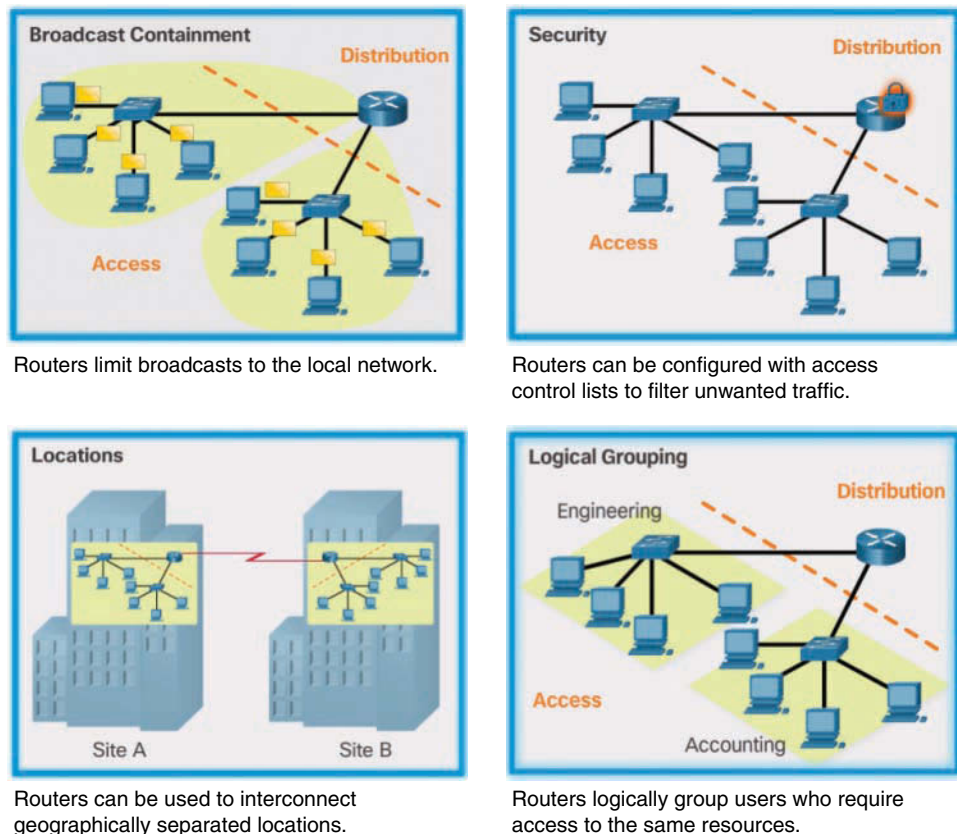 Broadcast Containment
Distribution
Access
Routers limit broadcasts to the local network.
Security
Distribution
Access
Routers can be configured with access
control lists to filter unwanted traffic.
Locations
Site A
Site B
Routers can be used to interconnect
geographically separated locations.
Logical Grouping
Distribution
Engineering
Access
Accounting
Routers logically group users who require
access to the same resources.